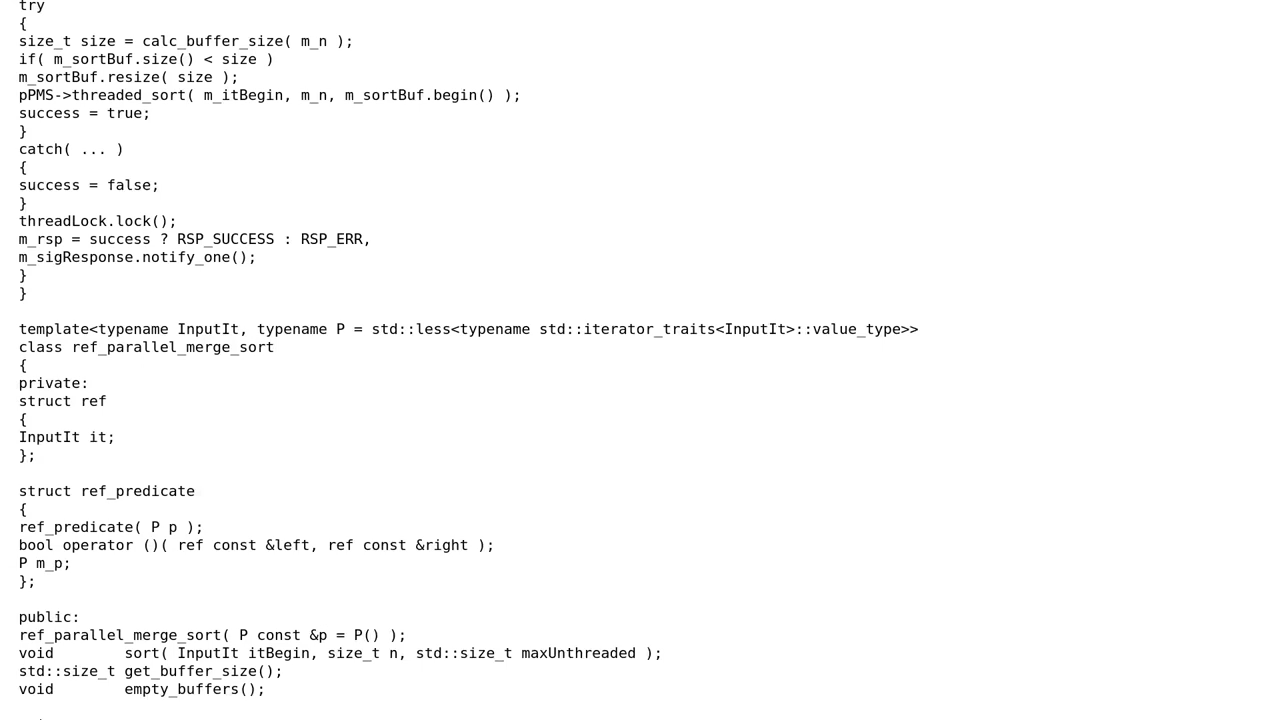 try
{
size_t size = calc_buffer_size( m_n );
if( m_sortBuf.size() < size )
m_sortBuf.resize( size );
pPMS->threaded_sort( m_itBegin, m_n, m_sortBuf.begin() );
success = true;
}
catch( ... )
{
success = false;
}
threadLock.lock();
m_rsp = success ? RSP_SUCCESS : RSP_ERR,
m_sigResponse.notify_one();
}
}

template<typename InputIt, typename P = std::less<typename std::iterator_traits<InputIt>::value_type>>
class ref_parallel_merge_sort
{
private:
struct ref
{
InputIt it;
};

struct ref_predicate
{
ref_predicate( P p );
bool operator ()( ref const &left, ref const &right );
P m_p;
};

public:
ref_parallel_merge_sort( P const &p = P() );
void        sort( InputIt itBegin, size_t n, std::size_t maxUnthreaded );
std::size_t get_buffer_size();
void        empty_buffers();